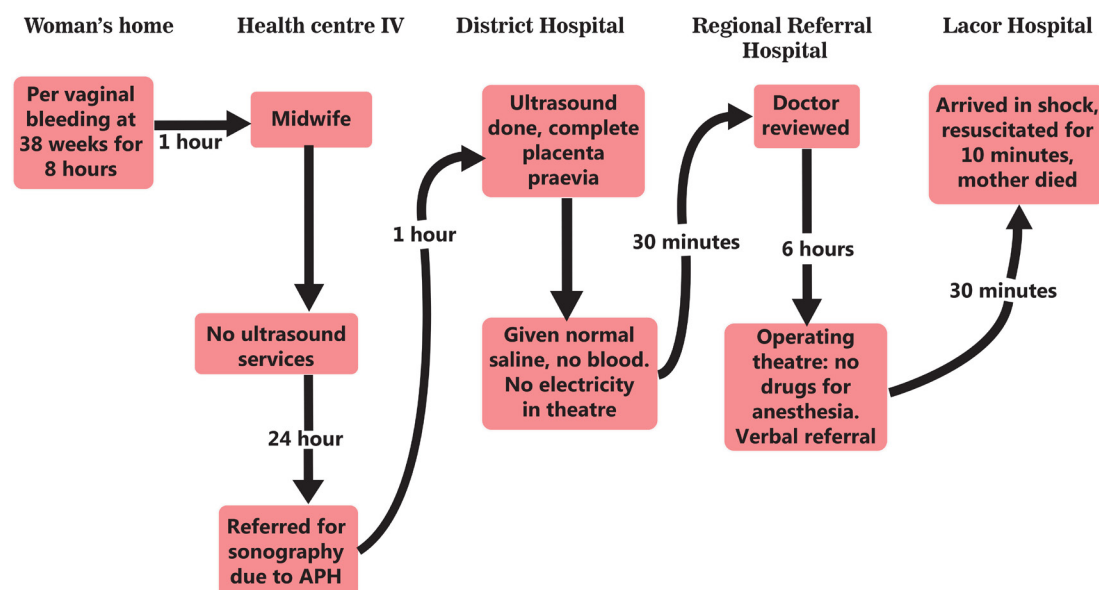 Woman's home
Health centre IV
District Hospital
Regional Referral
Hospital
Lacor Hospital
Per vaginal
bleeding at
38 weeks for
8 hours
1 hour
Midwife
No ultrasound
services
24 hour
Referred for
sonography
due to APH
1 hour
Ultrasound
done, complete
placenta
praevia
Given normal
saline, no blood.
No electricity
in theatre
30 minutes
Doctor
reviewed
6 hours
Operating
theatre: no
drugs for
anesthesia.
Verbal referral
30 minutes
Arrived in shock,
resuscitated for
10 minutes,
mother died